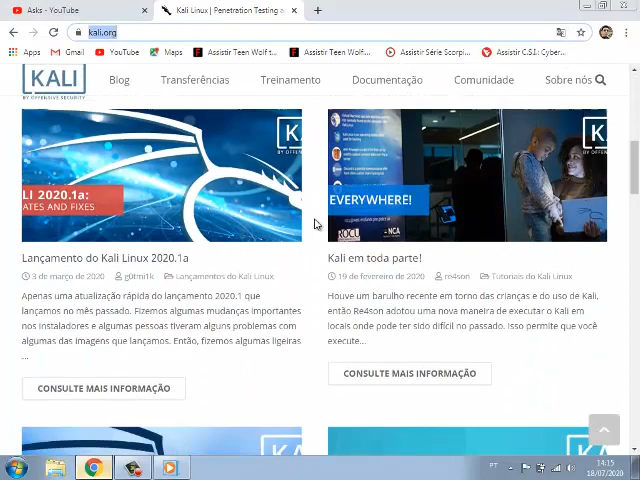 Asks - YouTube
Kali Linux | Penetration Testing a
kali.org
Apps
Gmail
YouTube
Maps
Assistir Teen Wolf t
Assistir Teen Wolf:...
Assistir Série Scorpi...
Assistir C.S.I.: Cyber...
KALI
BY OFFENSIVE SECURITY
Blog
Transferências
Treinamento
Documentação
Comunidade
Sobre nós
BY OFFEN
LI 2020.1a:
ATES AND FIXES
EVERYWHERE!
ROCU
NCA
BY OFFEN
Lançamento do Kali Linux 2020.1a
3 de março de 2020
g0tmi1k
Lançamentos do Kali Linux
Apenas uma atualização rápida do lançamento 2020.1 que
lançamos no mês passado. Fizemos algumas mudanças importantes
nos instaladores e algumas pessoas tiveram alguns problemas com
algumas das imagens que lançamos. Então, fizemos algumas ligeiras
...
CONSULTE MAIS INFORMAÇÃO
Kali em toda parte!
19 de fevereiro de 2020
re4son
Tutoriais do Kali Linux
Houve um barulho recente em torno das crianças e do uso de Kali,
então Re4son adotou uma nova maneira de executar o Kali em
locais onde pode ter sido difícil no passado. Isso permite que você
execute...
CONSULTE MAIS INFORMAÇÃO
PT
14:15
18/07/2020